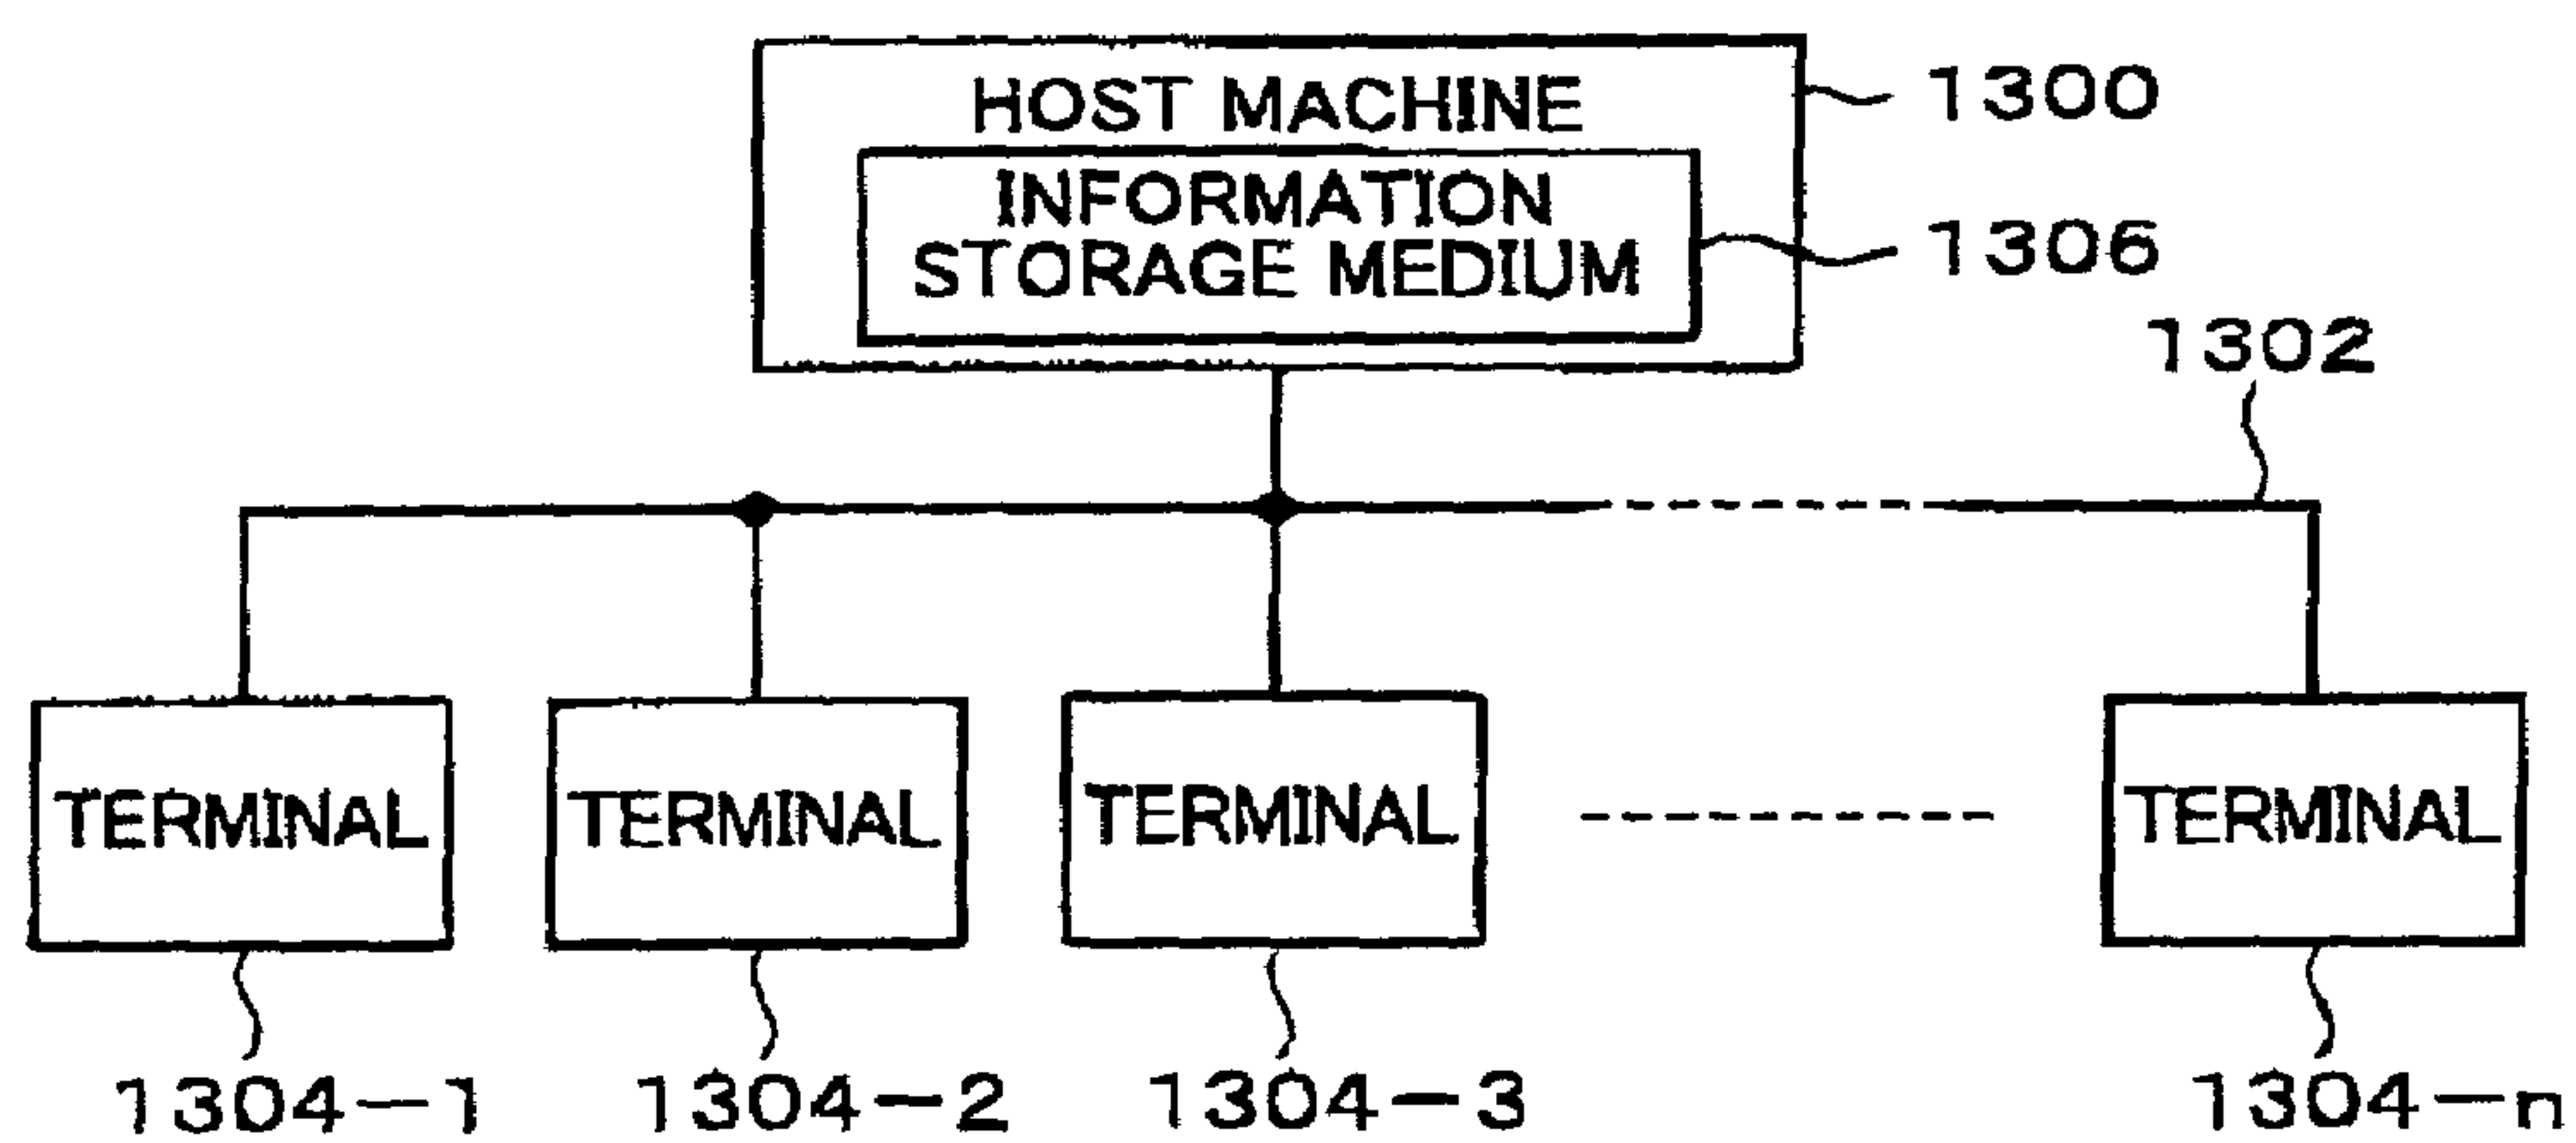 HOST MACHINE
1300
INFORMATION
STORAGE MEDIUM
1306
1302
TERMINAL
TERMINAL
TERMINAL
TERMINAL
1304-1
1304-2
1304-3
1304-n